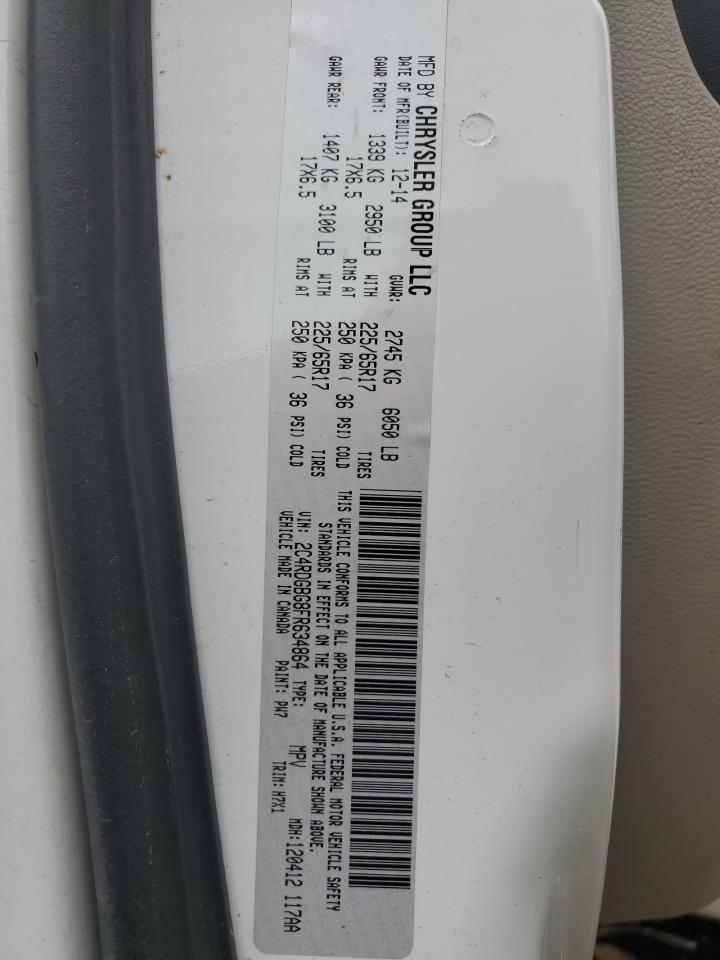 MFD BY CHRYSLER GROUP LLC
DATE OF MFR(BUILT): 12-14 GVWR: 2745 KG 6050 LB
GAWR FRONT: 1339 KG 2950 LB WITH 225/65R17 TIRES
17X6.5 RIMS AT 250 KPA ( 36 PSI) COLD
GAWR REAR: 1407 KG 3100 LB WITH 225/65R17 TIRES
17X6.5 RIMS AT 250 KPA ( 36 PSI) COLD
THIS VEHICLE CONFORMS TO ALL APPLICABLE U.S.A. FEDERAL MOTOR VEHICLE SAFETY
STANDARDS IN EFFECT ON THE DATE OF MANUFACTURE SHOWN ABOVE.
VIN: 2C4RDGBG8FR634864 TYPE: MPV MDH:120412 117AA
VEHICLE MADE IN CANADA PAINT: PW7 TRIM: H7X1